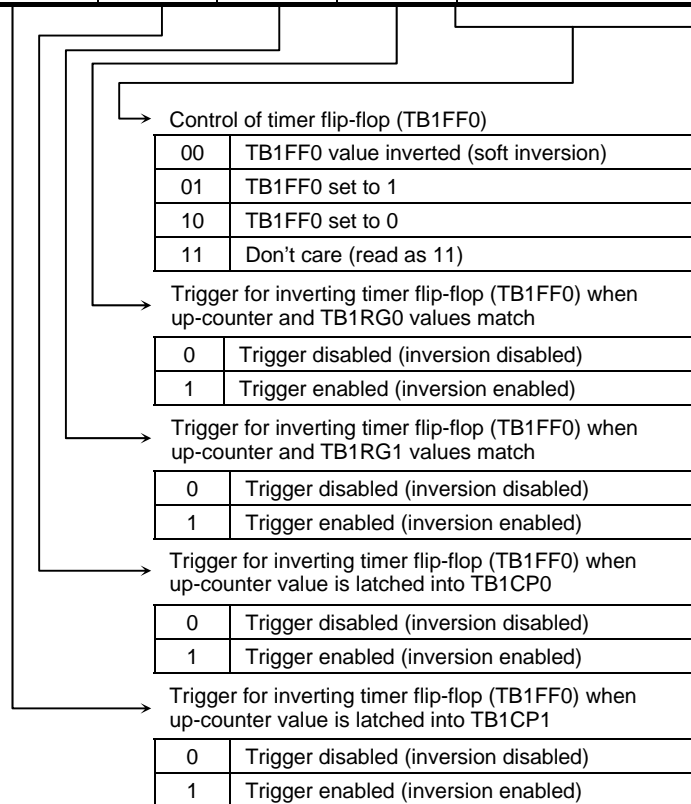 Control of timer flip-flop (TB1FF0)
00 TB1FF0 value inverted (soft inversion)
01 TB1FF0 set to 1
10 TB1FF0 set to 0
11 Don't care (read as 11)
Trigger for inverting timer flip-flop (TB1FF0) when
up-counter and TB1RG0 values match
0 Trigger disabled (inversion disabled)
1 Trigger enabled (inversion enabled)
Trigger for inverting timer flip-flop (TB1FF0) when
up-counter and TB1RG1 values match
0 Trigger disabled (inversion disabled)
1 Trigger enabled (inversion enabled)
Trigger for inverting timer flip-flop (TB1FF0) when
up-counter value is latched into TB1CP0
0 Trigger disabled (inversion disabled)
1 Trigger enabled (inversion enabled)
Trigger for inverting timer flip-flop (TB1FF0) when
up-counter value is latched into TB1CP1
0 Trigger disabled (inversion disabled)
1 Trigger enabled (inversion enabled)